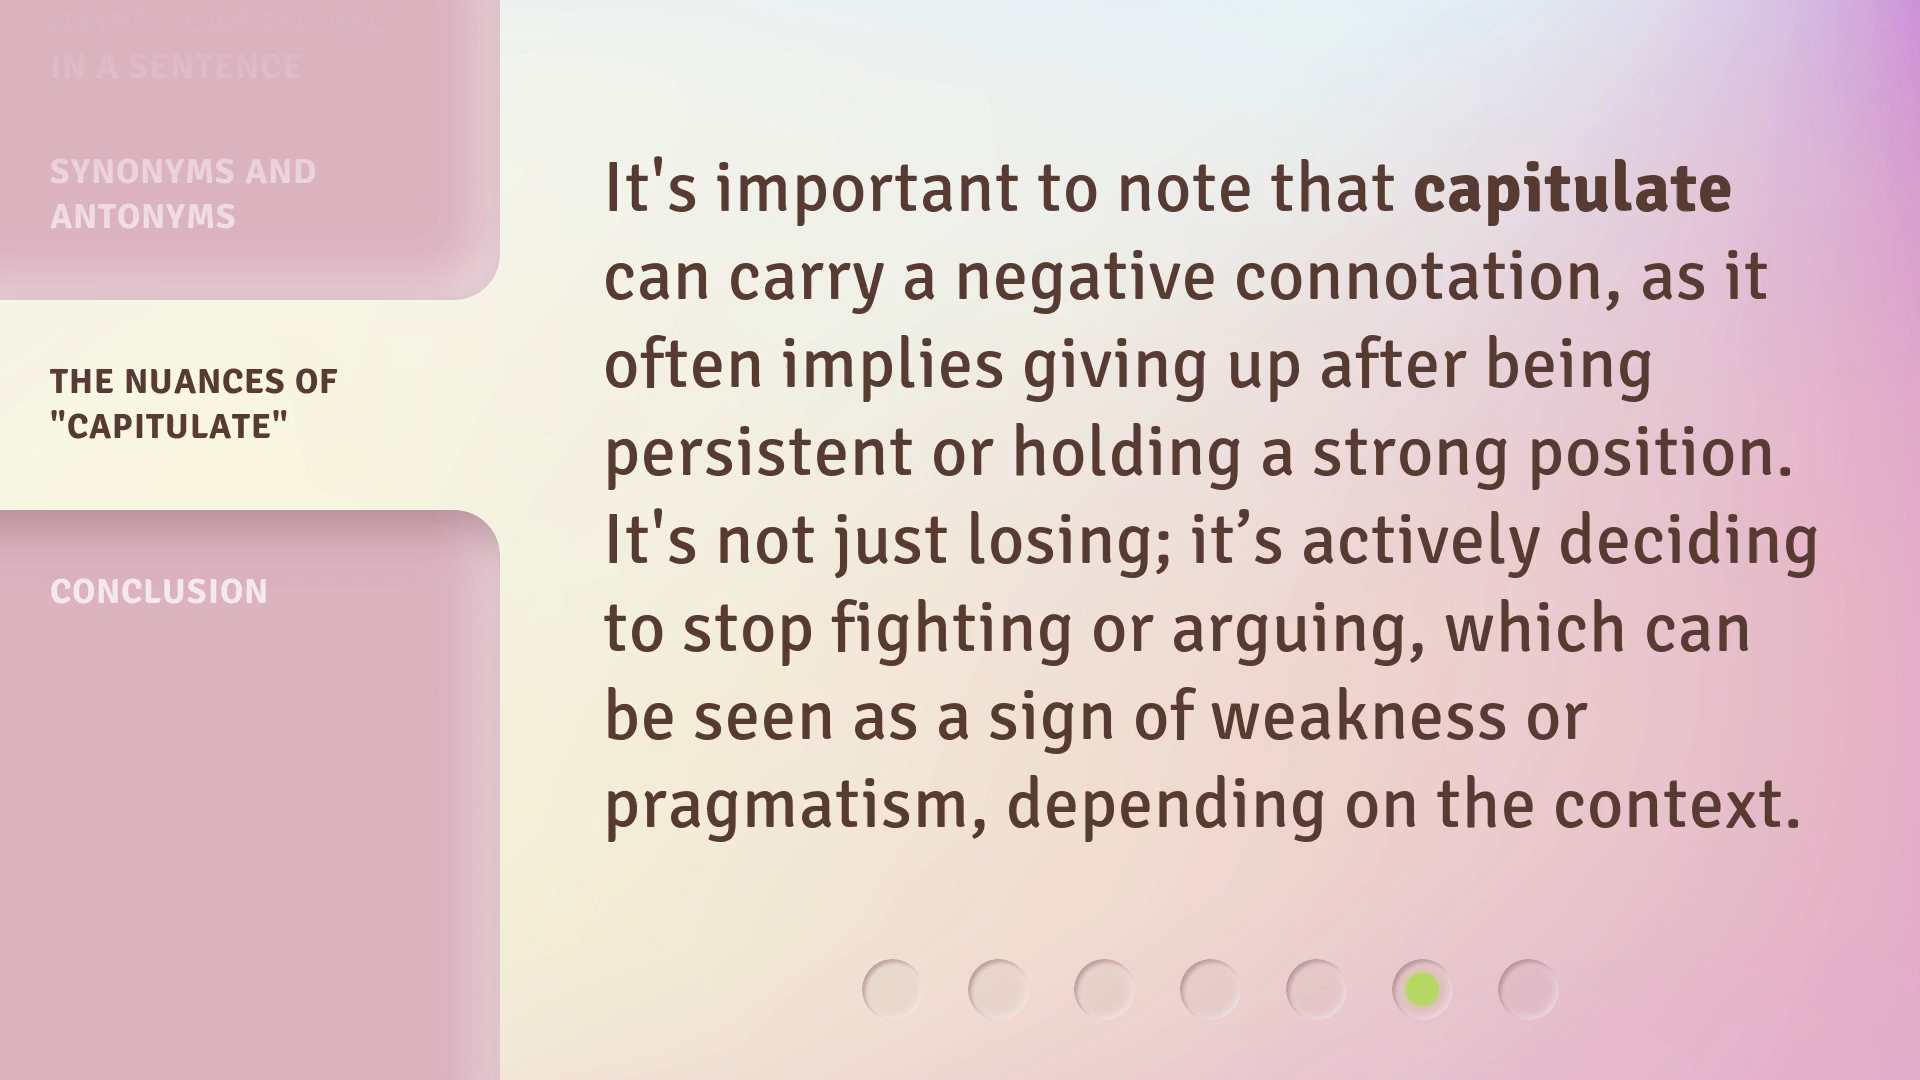 IN A SENTENCE
SYNONYMS AND
ANTONYMS
THE NUANCES OF
"CAPITULATE"
CONCLUSION
It's important to note that capitulate
can carry a negative connotation, as it
often implies giving up after being
persistent or holding a strong position.
It's not just losing; it’s actively deciding
to stop fighting or arguing, which can
be seen as a sign of weakness or
pragmatism, depending on the context.